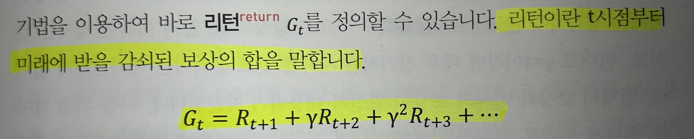 기법을 이용하여 바로 리턴return Gₜ를 정의할 수 있습니다. 리턴이란 t시점부터
미래에 받을 감쇠된 보상의 합을 말합니다.
Gₜ = Rₜ₊₁ + γRₜ₊₂ + γ²Rₜ₊₃ + ⋯